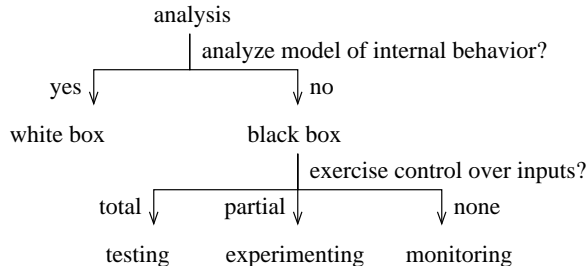 analysis
analyze model of internal behavior?
yes no
white box black box
exercise control over inputs?
total partial none
testing experimenting monitoring